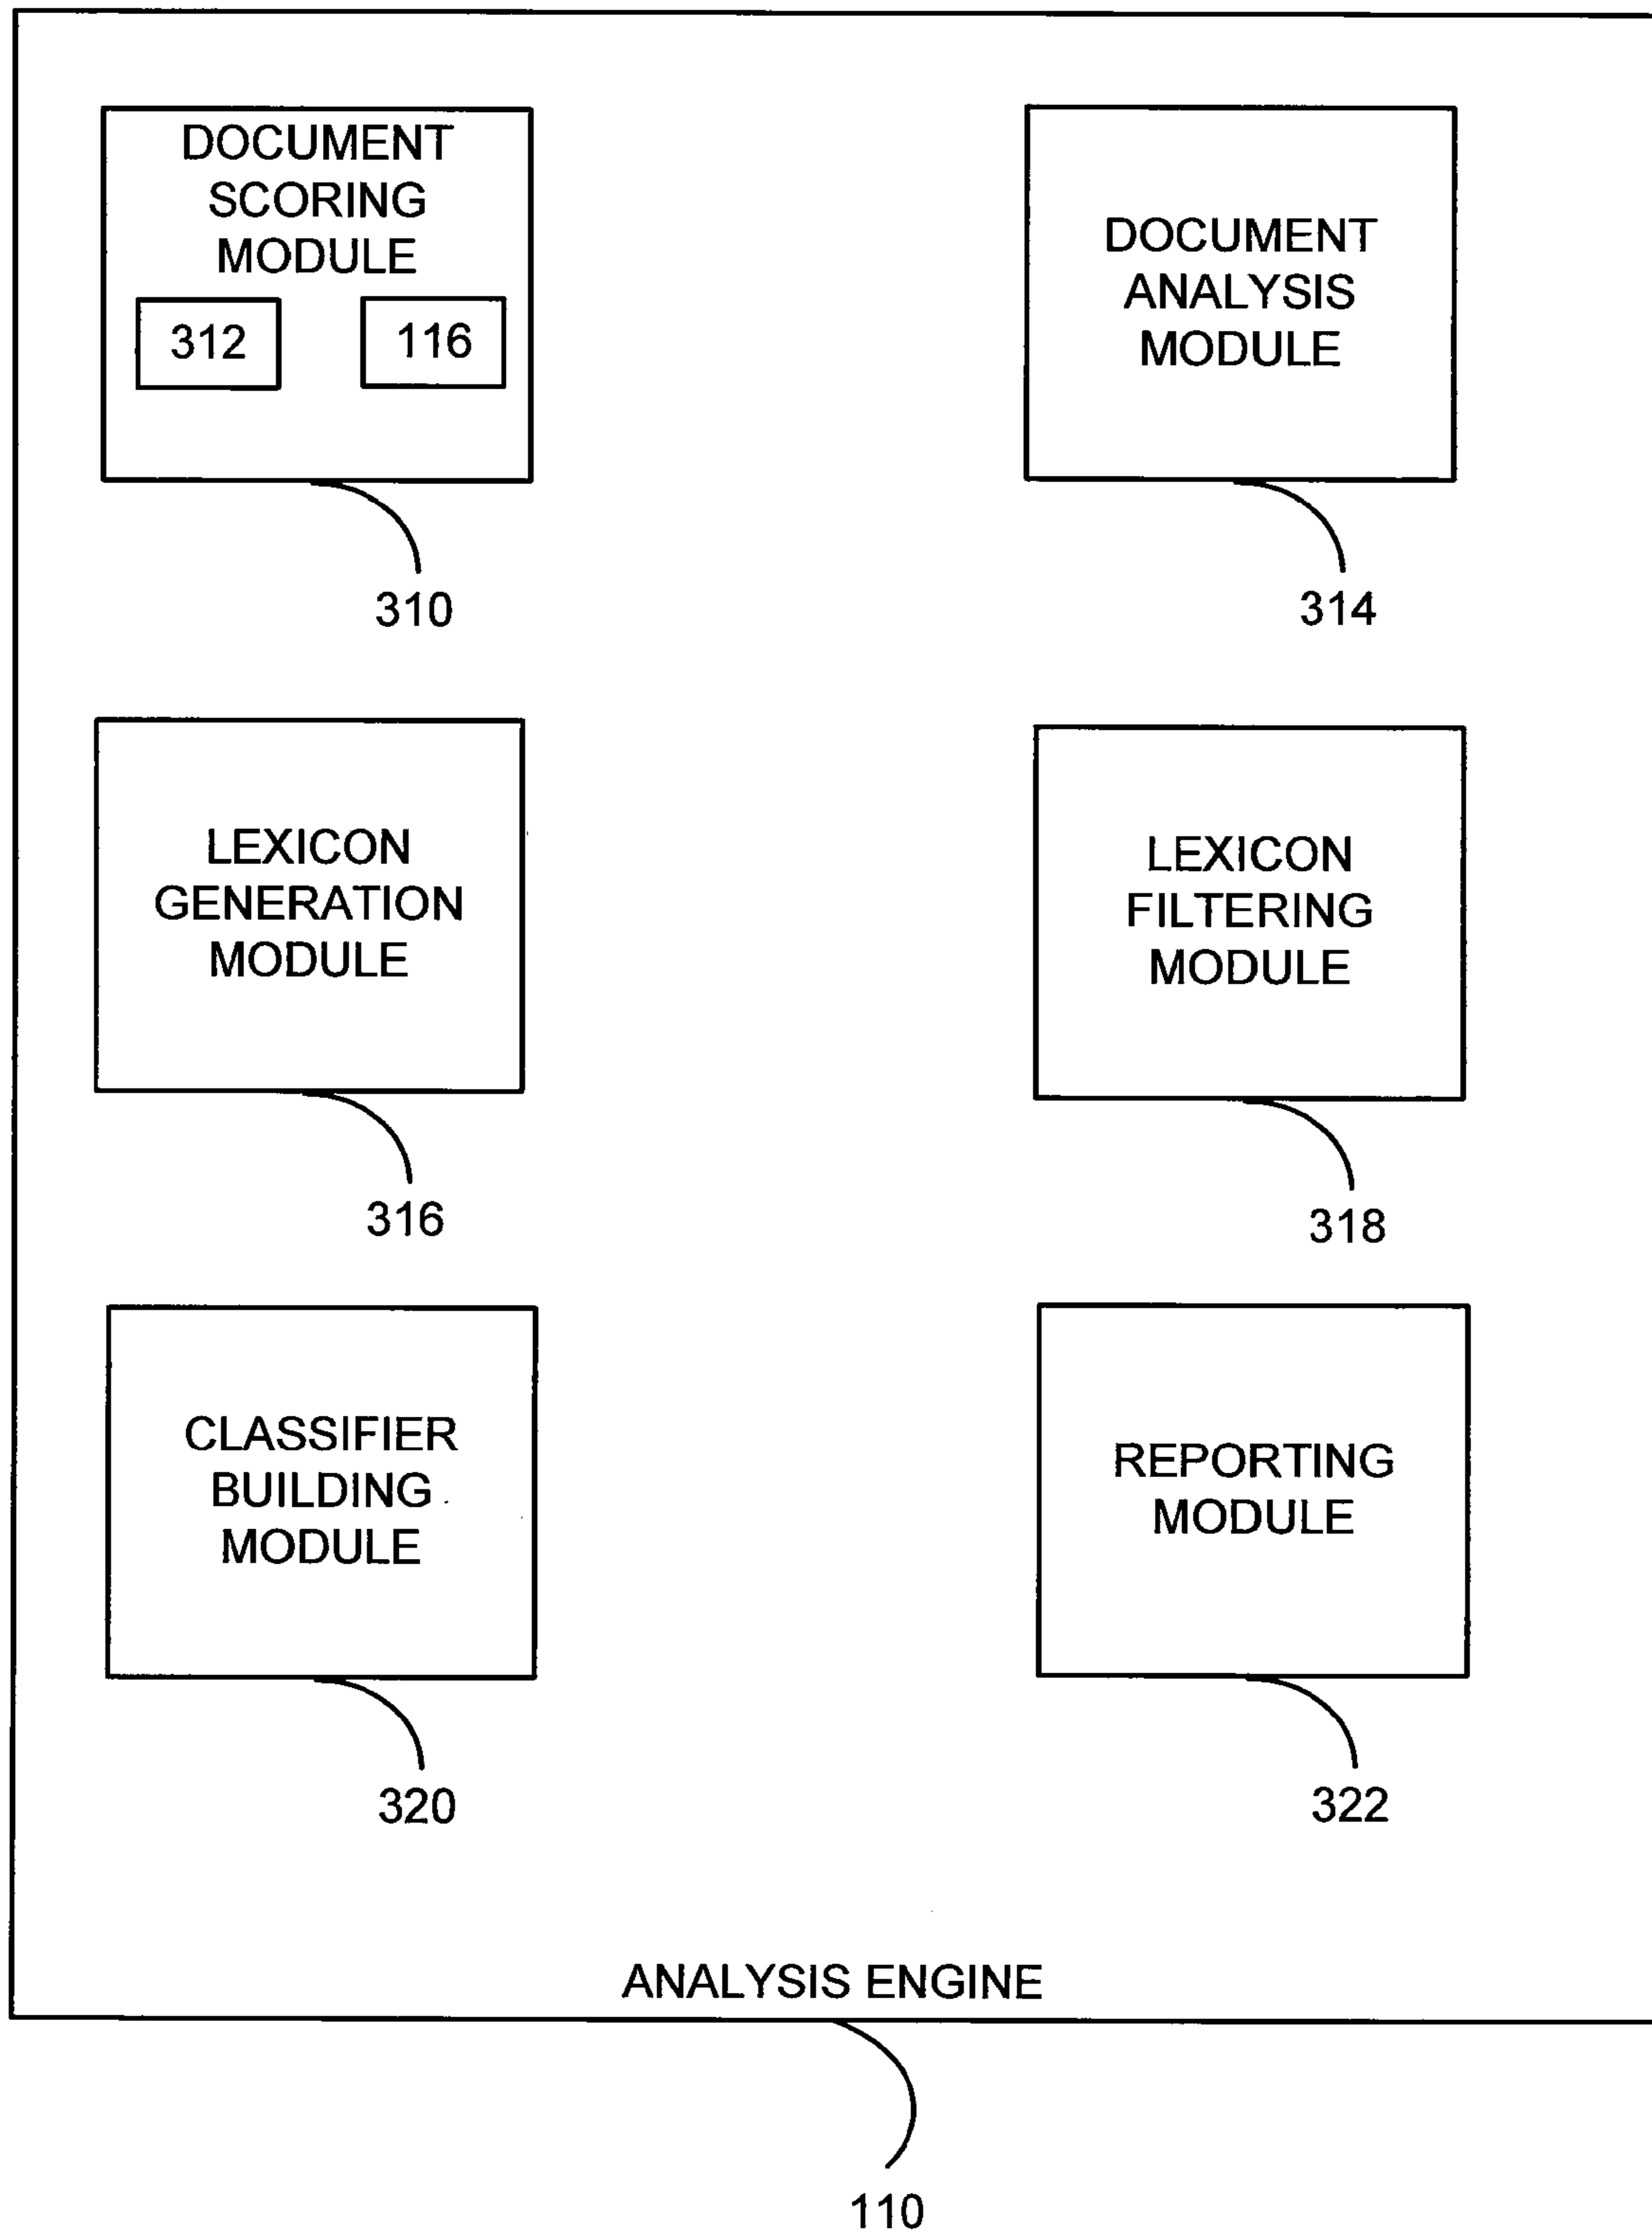 DOCUMENT
SCORING
MODULE
312
116
310
DOCUMENT
ANALYSIS
MODULE
314
LEXICON
GENERATION
MODULE
316
LEXICON
FILTERING
MODULE
318
CLASSIFIER
BUILDING
MODULE
320
REPORTING
MODULE
322
ANALYSIS ENGINE
110